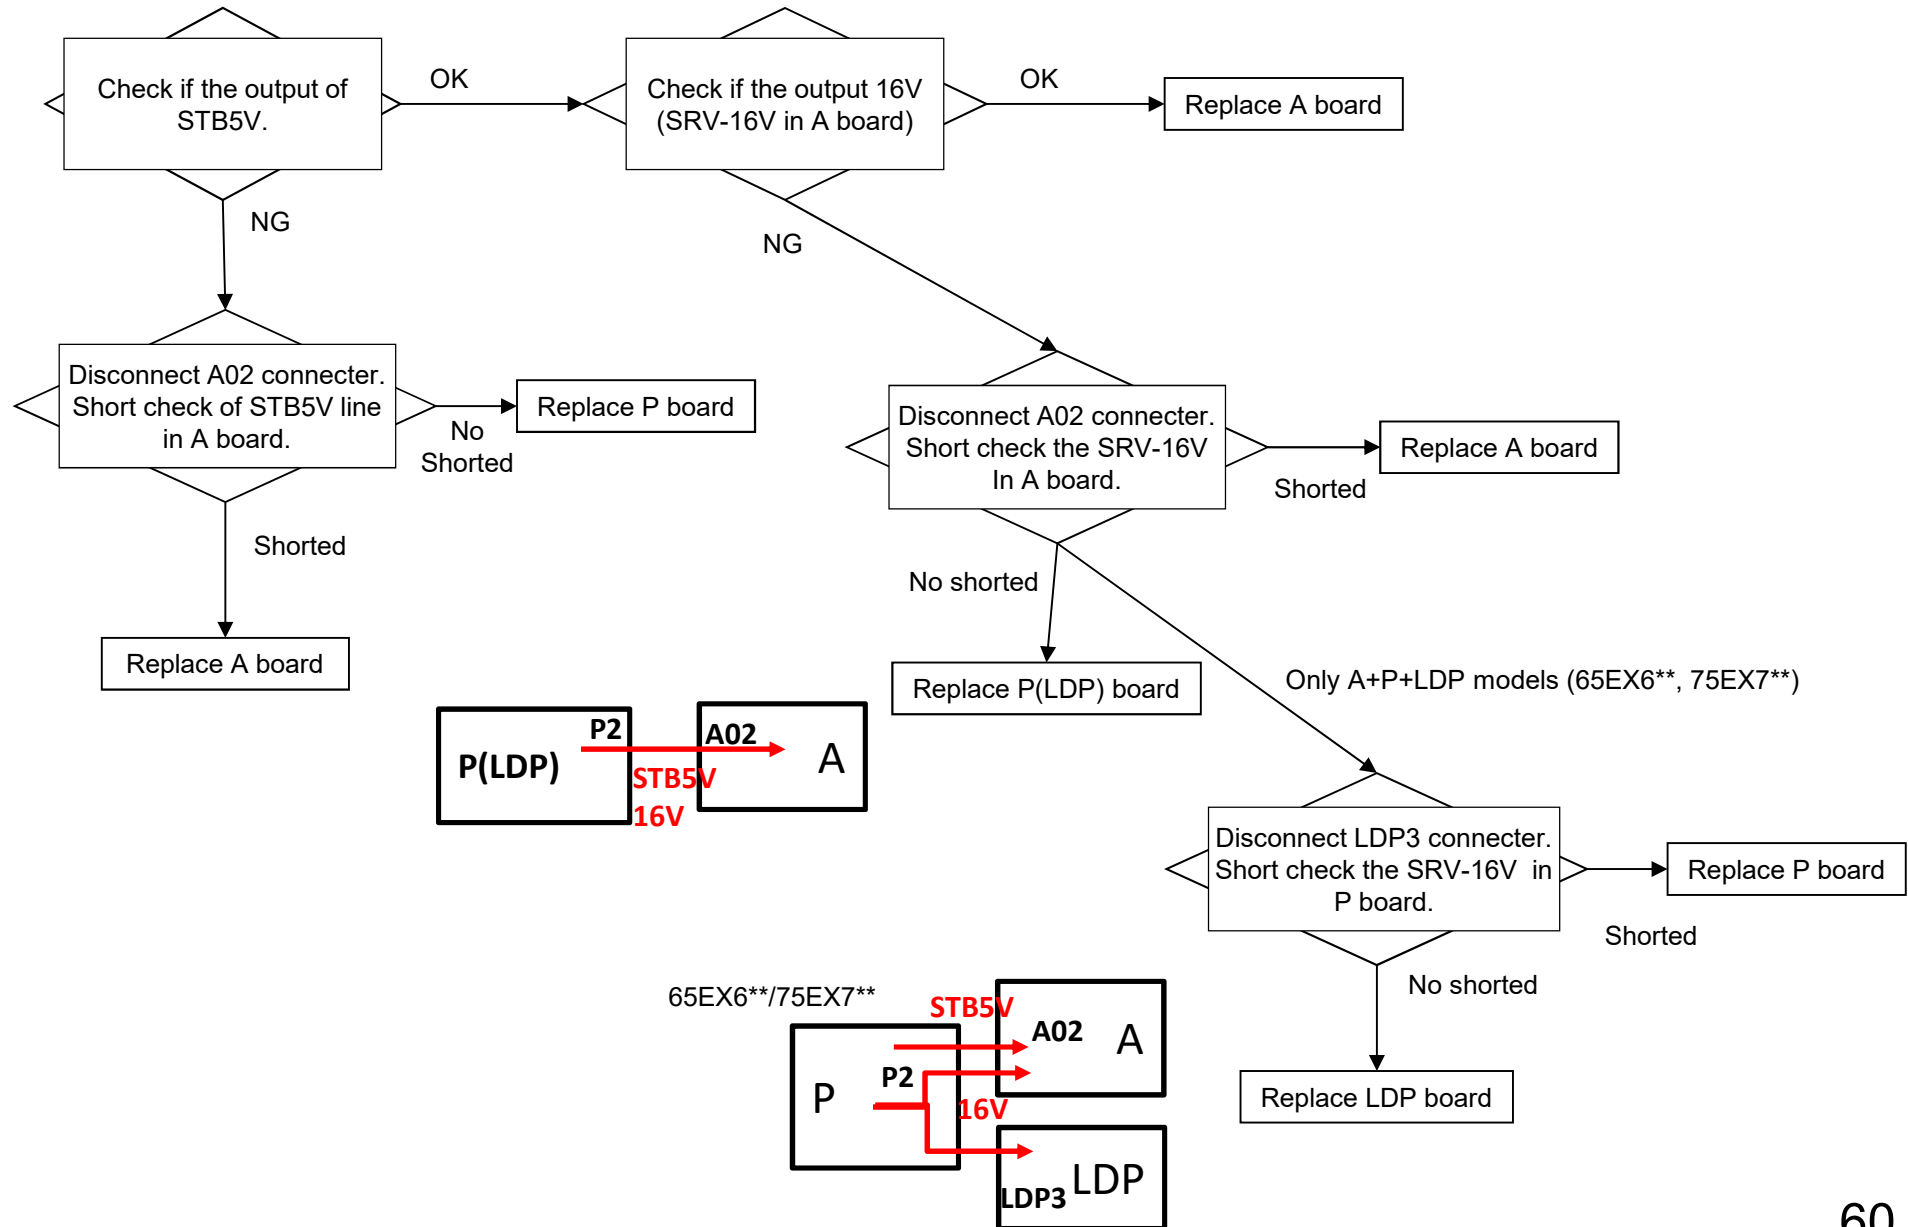 Check if the output of
STB5V.
OK
Check if the output 16V
(SRV-16V in A board)
OK
Replace A board
NG
NG
Disconnect A02 connecter.
Short check of STB5V line
in A board.
No
Shorted
Replace P board
Disconnect A02 connecter.
Short check the SRV-16V
In A board.
Shorted
Replace A board
Shorted
No shorted
Replace A board
Replace P(LDP) board
Only A+P+LDP models (65EX6**, 75EX7**)
P(LDP)
P2
A02
A
STB5V
16V
Disconnect LDP3 connecter.
Short check the SRV-16V in
P board.
Replace P board
Shorted
No shorted
65EX6**/75EX7**
STB5V
A02
A
P
P2
16V
LDP3
LDP
Replace LDP board
60